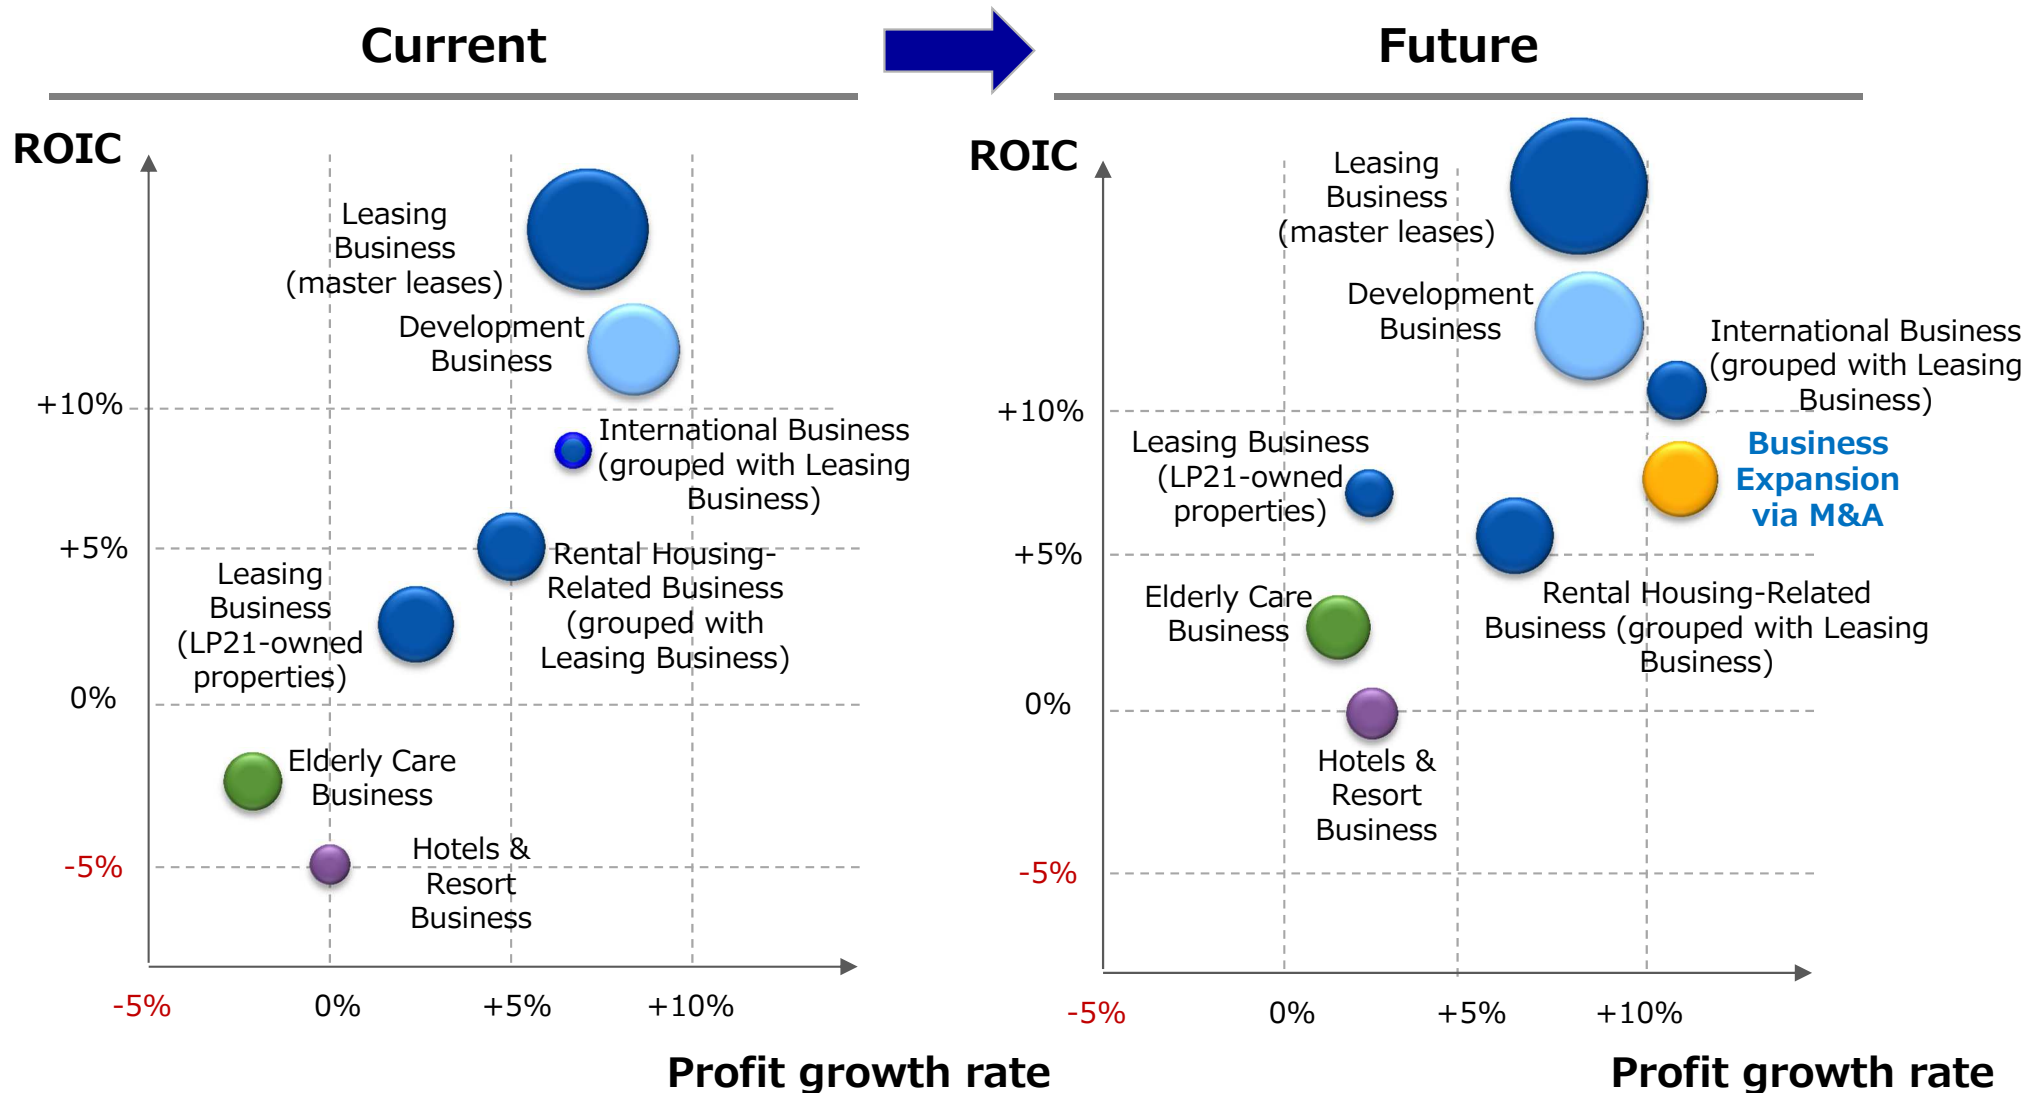 Current
Future
ROIC
Leasing
Business
(master leases)
Development
Business
+10%
International Business
(grouped with Leasing
Business)
+5%
Rental Housing-
Related Business
(grouped with
Leasing Business)
Leasing
Business
(LP21-owned
properties)
0%
Elderly Care
Business
-5%
Hotels &
Resort
Business
-5%
0%
+5%
+10%
Profit growth rate
ROIC
Leasing
Business
(master leases)
Development
Business
International Business
(grouped with Leasing
Business)
+10%
Leasing Business
(LP21-owned
properties)
Business
Expansion
via M&A
+5%
Elderly Care
Business
Rental Housing-Related
Business (grouped with Leasing
Business)
0%
Hotels &
Resort
Business
-5%
-5%
0%
+5%
+10%
Profit growth rate